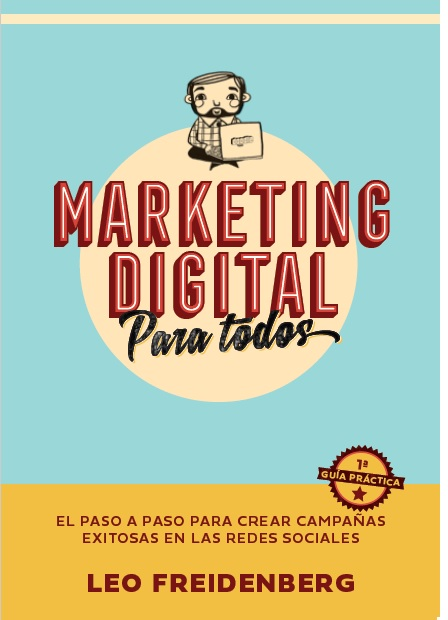 MARKETING
DIGITAL
Para todos
1ª
GUÍA PRÁCTICA
EL PASO A PASO PARA CREAR CAMPAÑAS
EXITOSAS EN LAS REDES SOCIALES
LEO FREIDENBERG